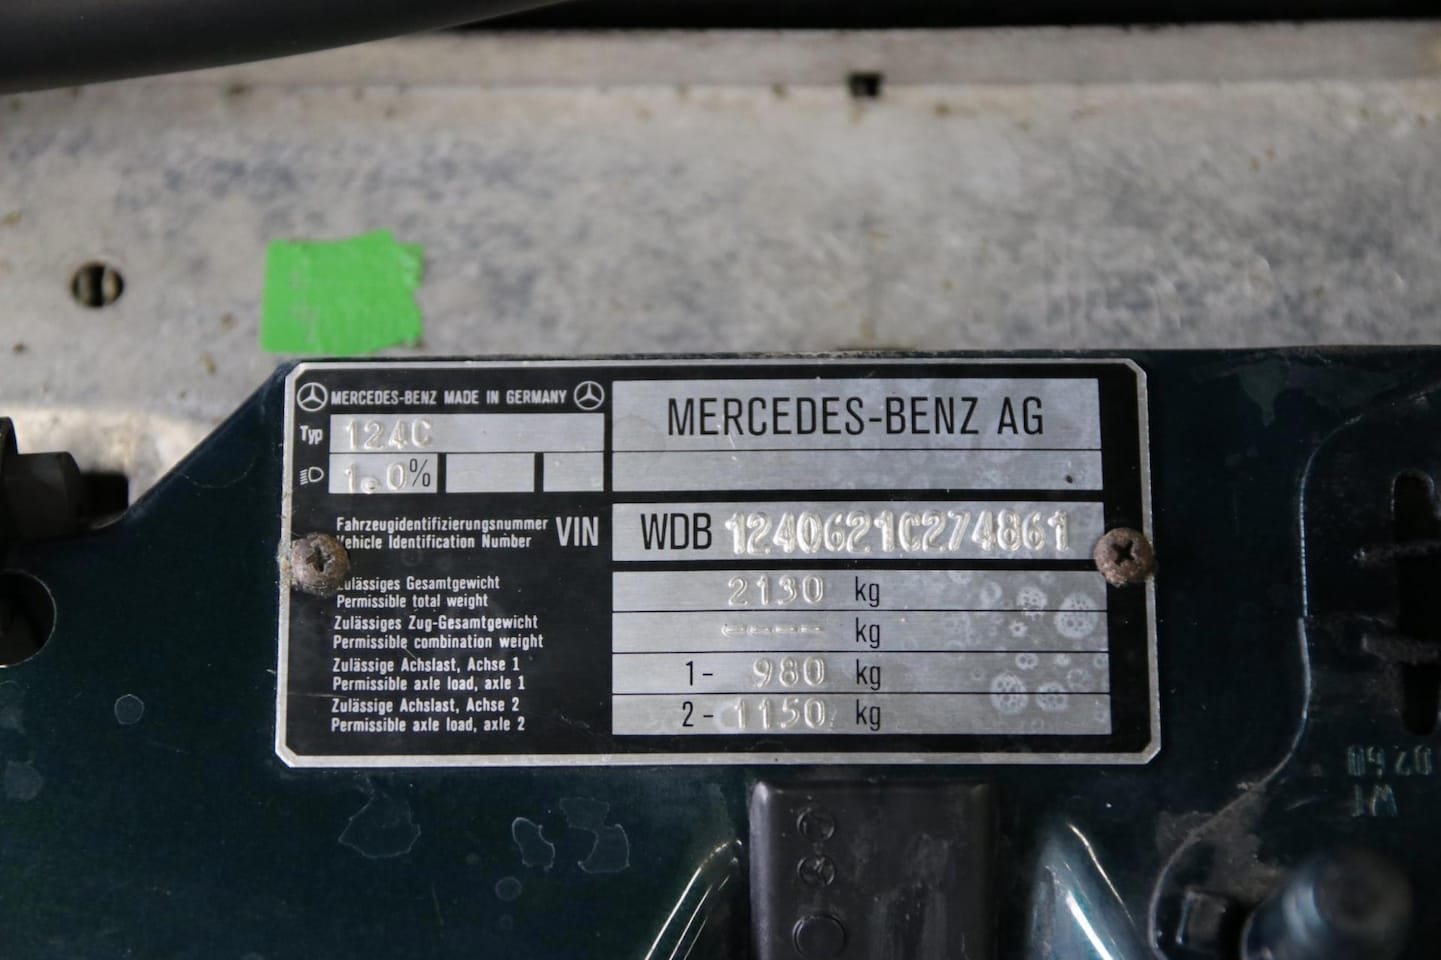 MERCEDES-BENZ MADE IN GERMANY
Typ 124C
1.0%
MERCEDES-BENZ AG
Fahrzeugidentifizierungsnummer
Vehicle Identification Number
VIN
WDB 1240621C274861
Zulässiges Gesamtgewicht
Permissible total weight
2130 kg
Zulässiges Zug-Gesamtgewicht
Permissible combination weight
---- kg
Zulässige Achslast, Achse 1
Permissible axle load, axle 1
1- 980 kg
Zulässige Achslast, Achse 2
Permissible axle load, axle 2
2- 1150 kg